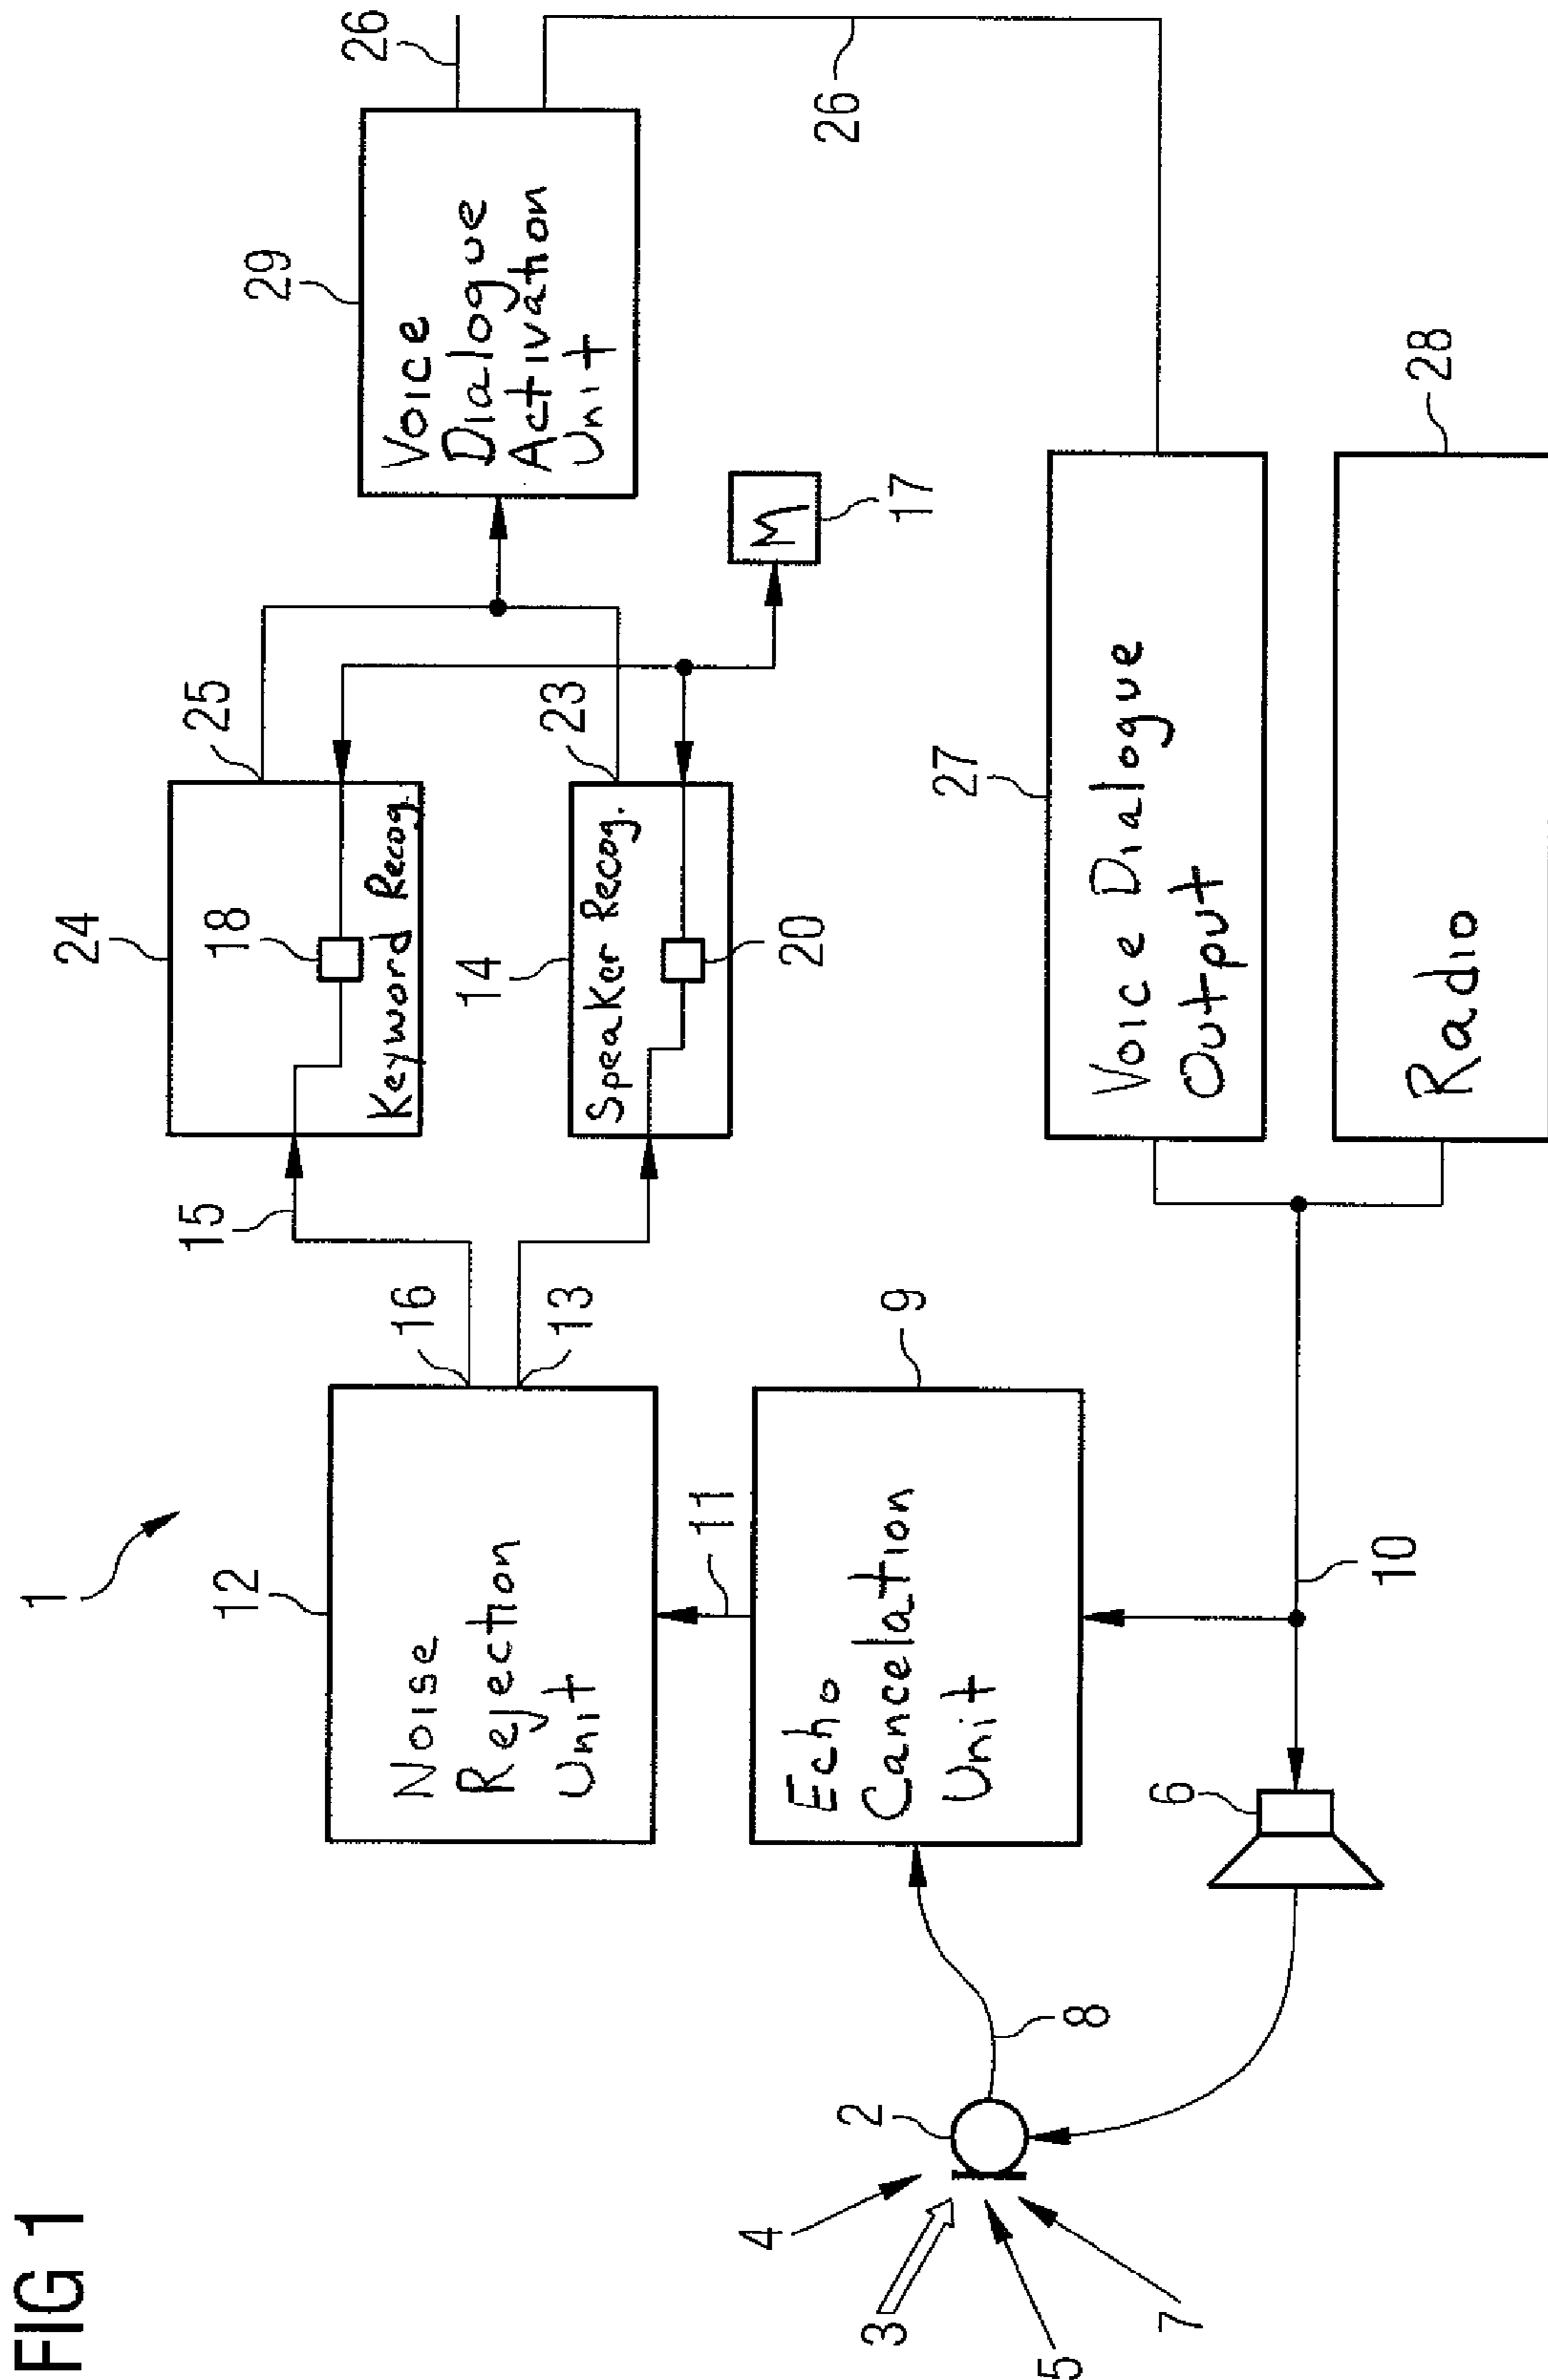 FIG 1
1
26
29
Voice
Dialogue
Activation
Unit
26
25
24
18
Keyword Recog.
23
14
Speaker Recog.
20
M
17
15
16
13
12
Noise
Rejection
Unit
11
9
Echo
Cancelation
Unit
27
Voice Dialogue
Output
28
Radio
10
6
8
2
4
3
5
7